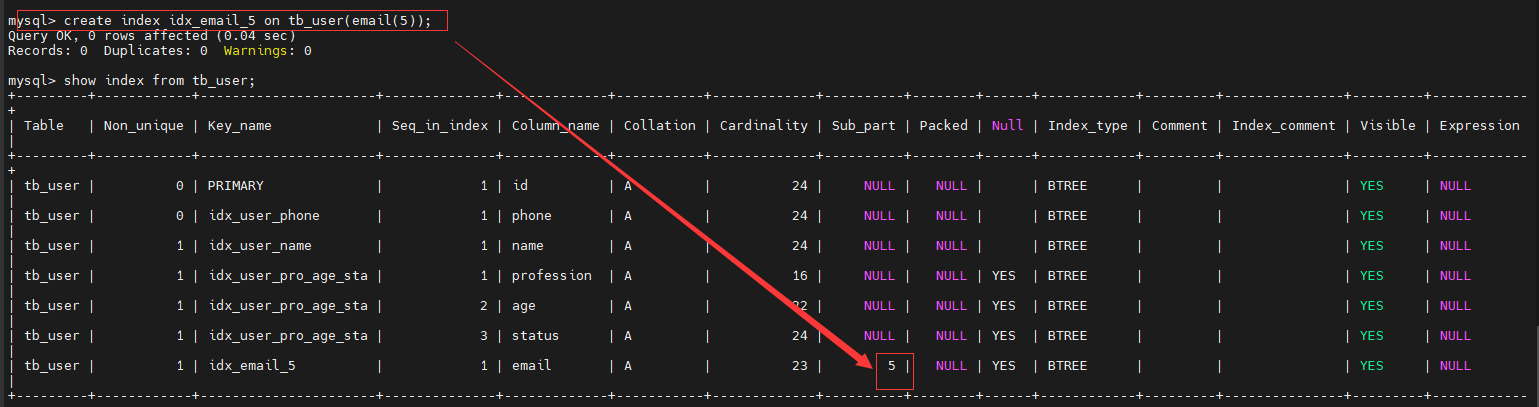 mysql> create index idx_email_5 on tb_user(email(5));
Query OK, 0 rows affected (0.04 sec)
Records: 0  Duplicates: 0  Warnings: 0
mysql> show index from tb_user;
+---------+------------+--------------------+--------------+-------------+-----------+-------------+----------+--------+------+------------+---------+---------------+---------+------------
+
| Table   | Non_unique | Key_name           | Seq_in_index | Column_name | Collation | Cardinality | Sub_part | Packed | Null | Index_type | Comment | Index_comment | Visible | Expression
|
+---------+------------+--------------------+--------------+-------------+-----------+-------------+----------+--------+------+------------+---------+---------------+---------+------------
+
| tb_user |          0 | PRIMARY            |            1 | id          | A         |          24 |     NULL |   NULL |      | BTREE      |         |               | YES     | NULL
|
| tb_user |          0 | idx_user_phone     |            1 | phone       | A         |          24 |     NULL |   NULL |      | BTREE      |         |               | YES     | NULL
|
| tb_user |          1 | idx_user_name      |            1 | name        | A         |          24 |     NULL |   NULL |      | BTREE      |         |               | YES     | NULL
|
| tb_user |          1 | idx_user_pro_age_sta |            1 | profession  | A         |          16 |     NULL |   NULL | YES  | BTREE      |         |               | YES     | NULL
|
| tb_user |          1 | idx_user_pro_age_sta |            2 | age         | A         |          22 |     NULL |   NULL | YES  | BTREE      |         |               | YES     | NULL
|
| tb_user |          1 | idx_user_pro_age_sta |            3 | status      | A         |          24 |     NULL |   NULL | YES  | BTREE      |         |               | YES     | NULL
|
| tb_user |          1 | idx_email_5        |            1 | email       | A         |          23 |        5 |   NULL | YES  | BTREE      |         |               | YES     | NULL
|
+---------+------------+--------------------+--------------+-------------+-----------+-------------+----------+--------+------+------------+---------+---------------+---------+------------